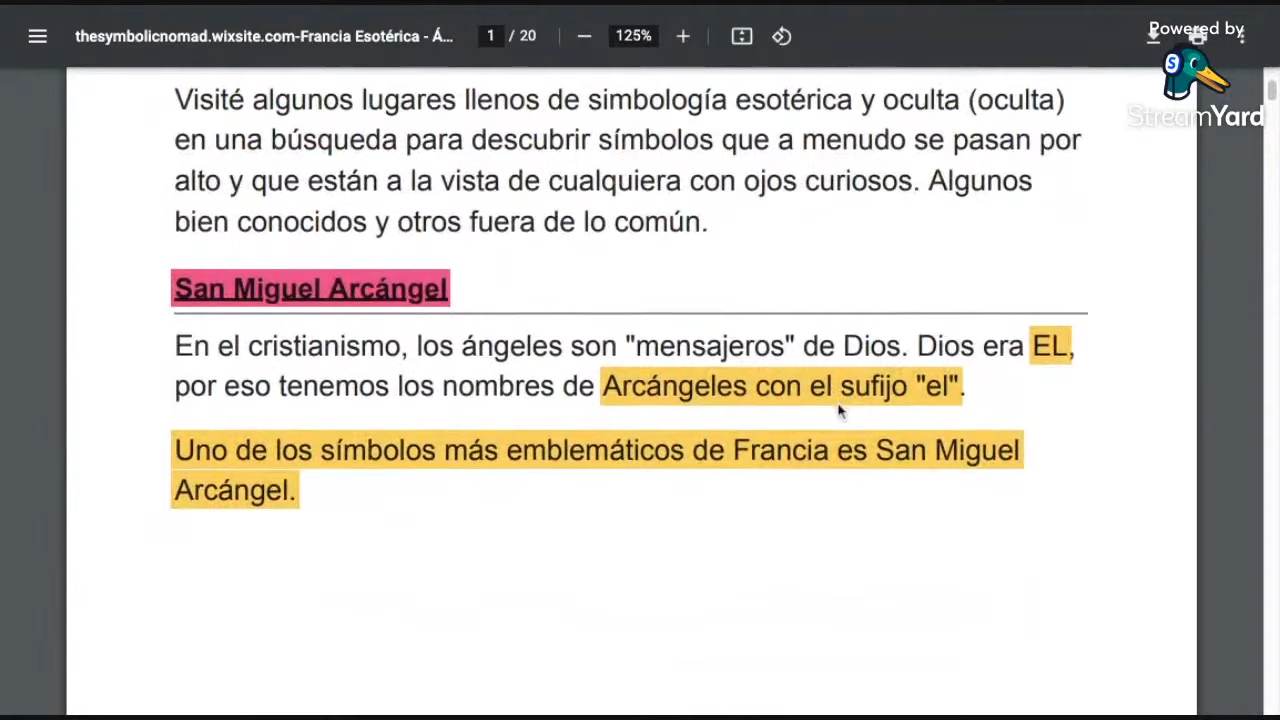 thesymbolicnomad.wixsite.com-Francia Esotérica - Á...
1 / 20
125%
Powered by
S
StreamYard
Visité algunos lugares llenos de simbología esotérica y oculta (oculta)
en una búsqueda para descubrir símbolos que a menudo se pasan por
alto y que están a la vista de cualquiera con ojos curiosos. Algunos
bien conocidos y otros fuera de lo común.
San Miguel Arcángel
En el cristianismo, los ángeles son "mensajeros" de Dios. Dios era EL,
por eso tenemos los nombres de Arcángeles con el sufijo "el".
Uno de los símbolos más emblemáticos de Francia es San Miguel
Arcángel.